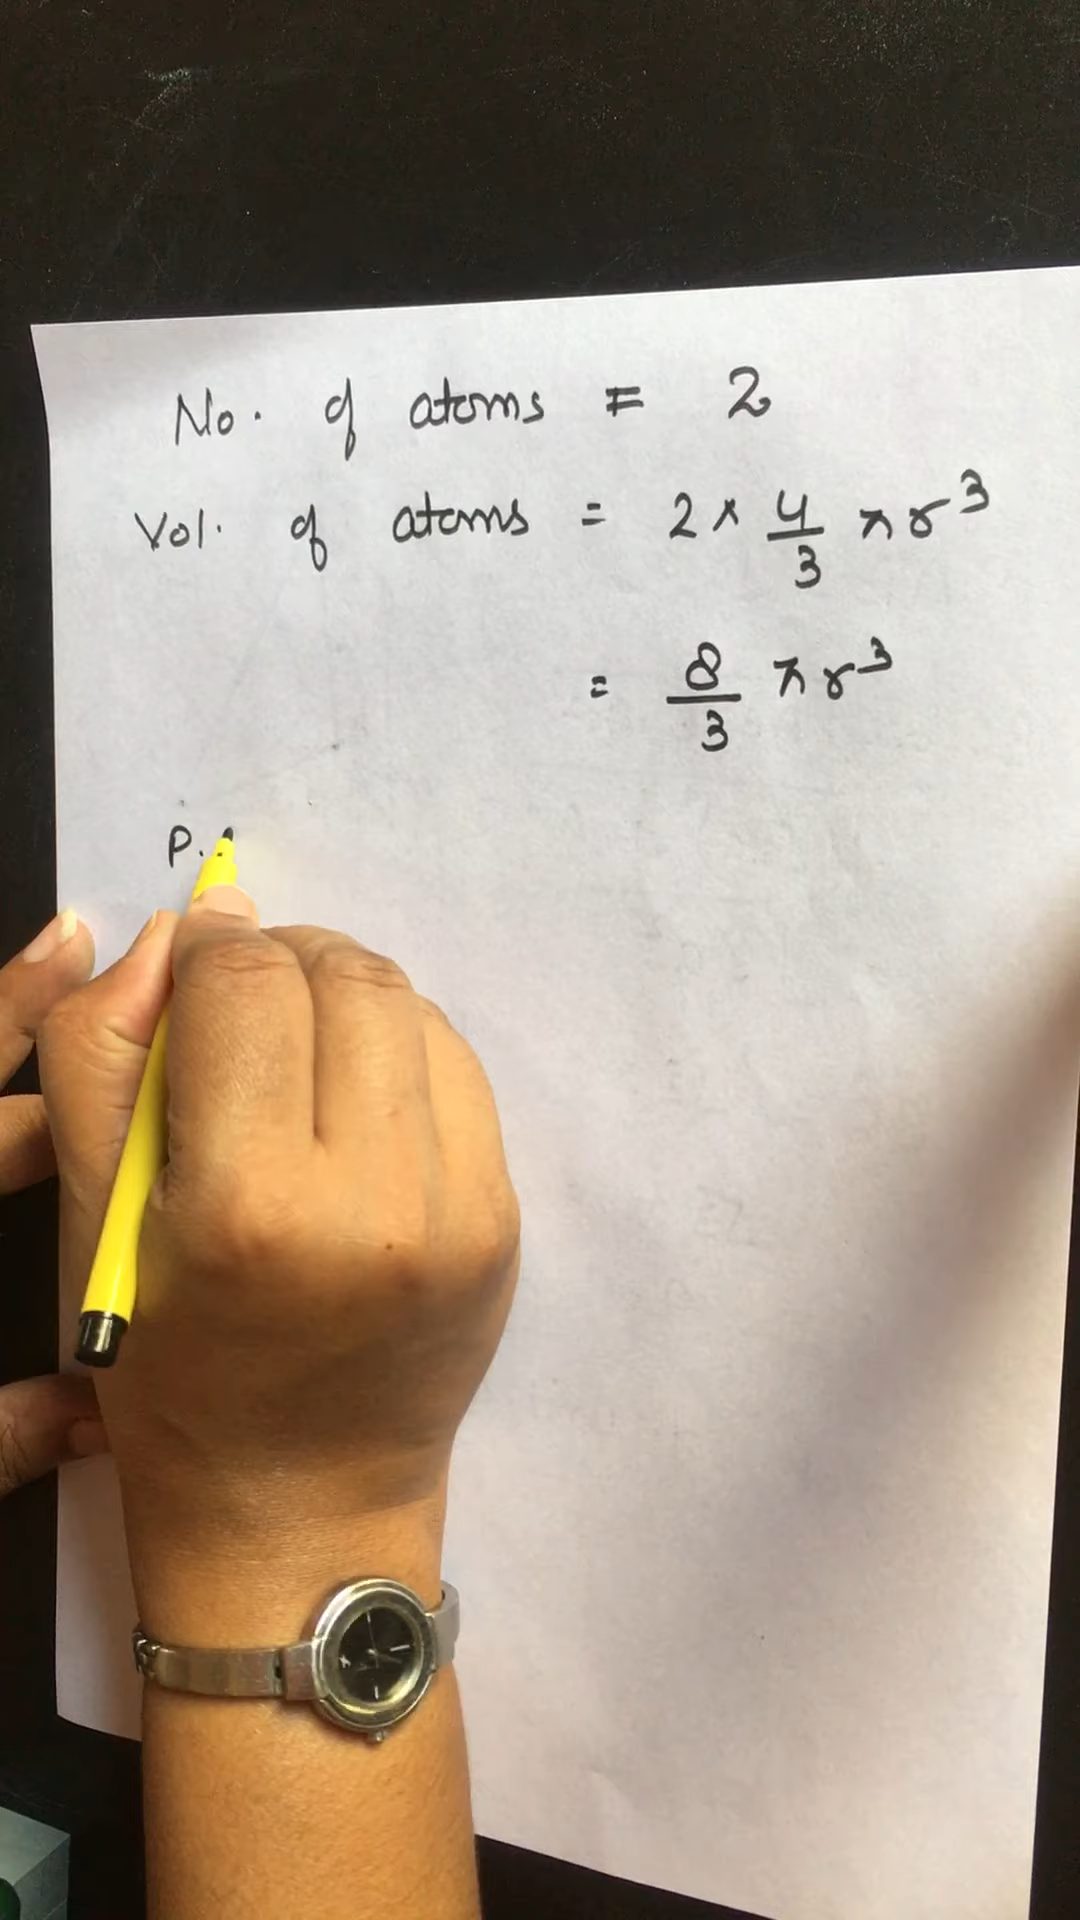 No. of atoms = 2
Vol. of atoms = 2 × 4/3 πr³
= 8/3 πr³
P.